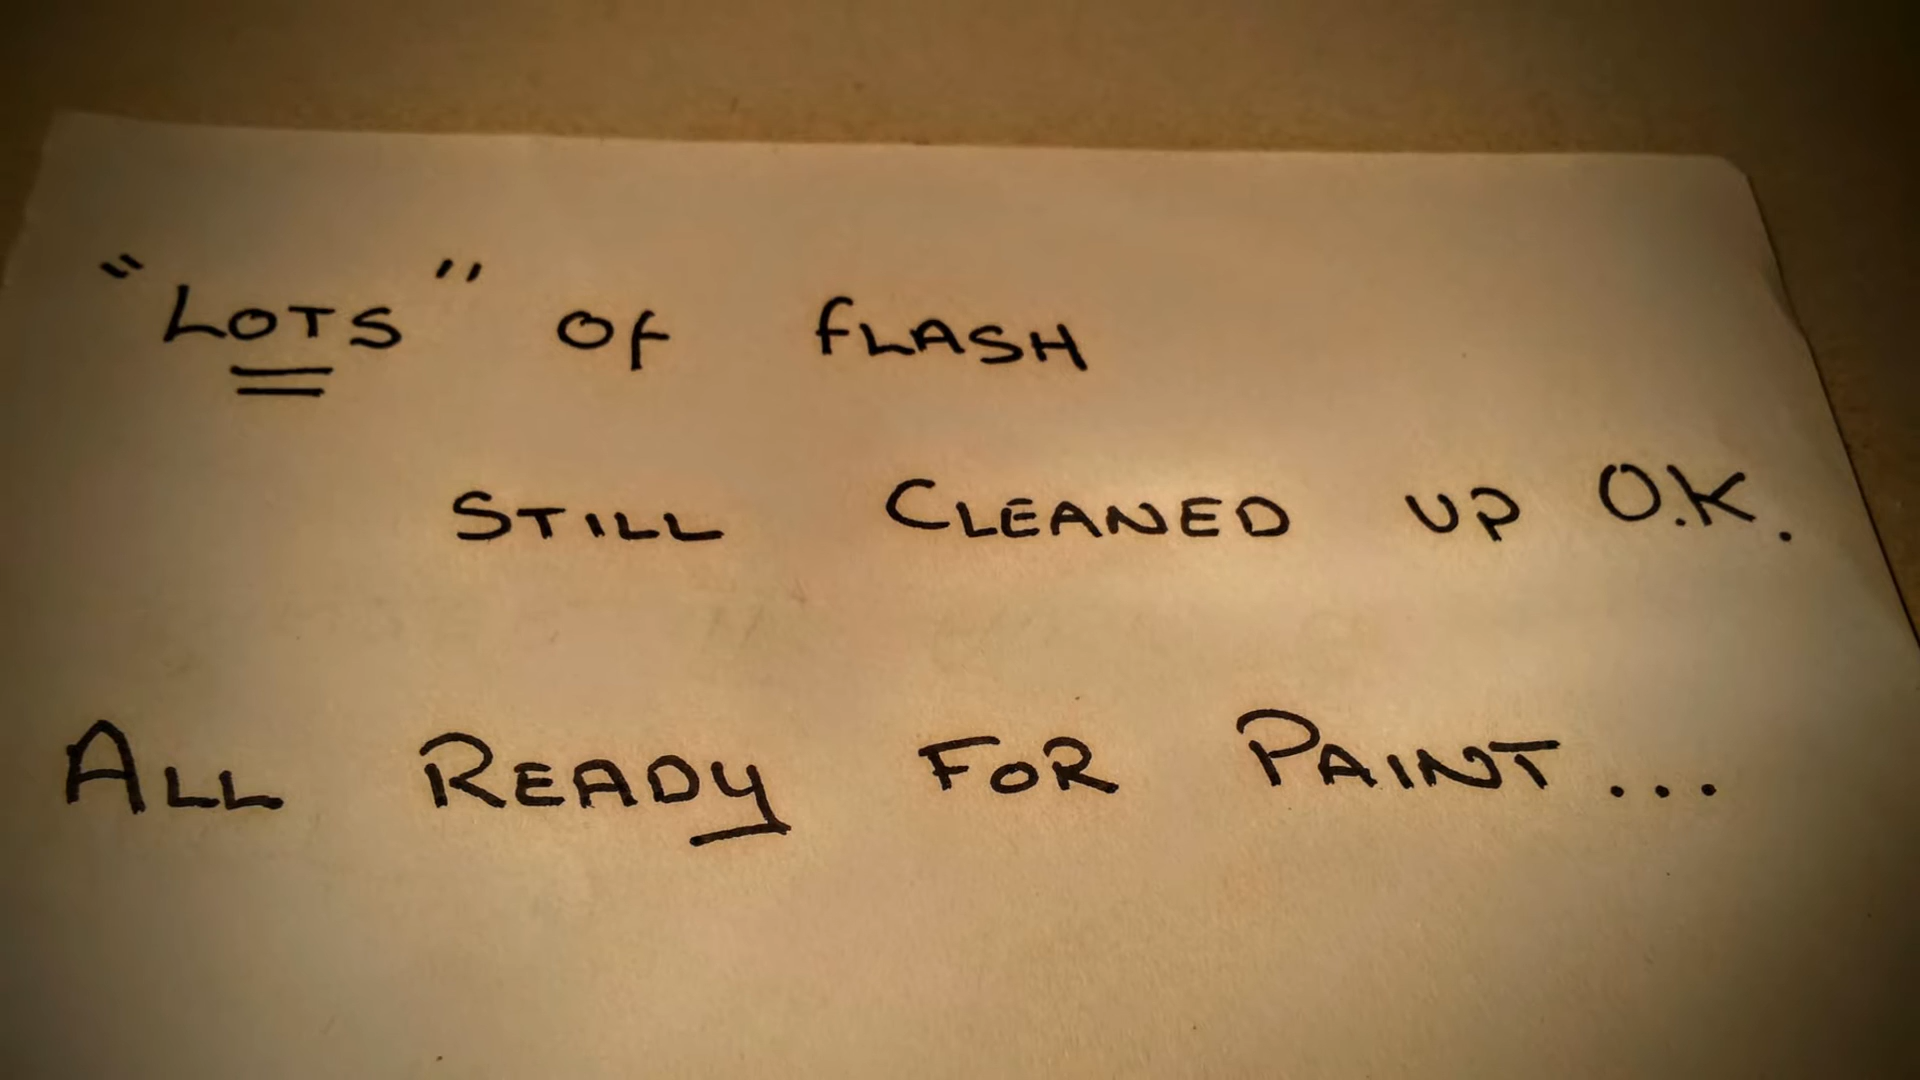 "LOTS" OF FLASH
STILL CLEANED UP O.K.
ALL READY FOR PAINT...